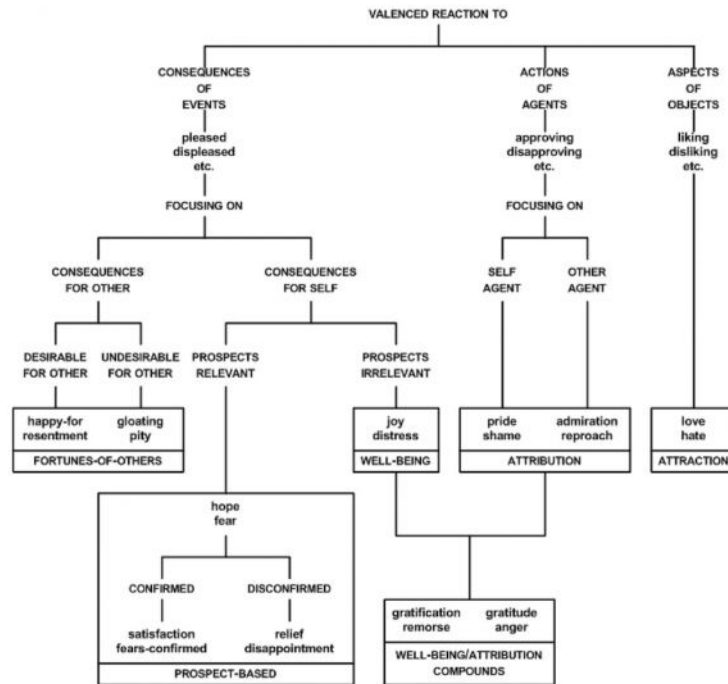 VALENCED REACTION TO
CONSEQUENCES
OF
EVENTS
ACTIONS
OF
AGENTS
ASPECTS
OF
OBJECTS
pleased
displeased
etc.
approving
disapproving
etc.
liking
disliking
etc.
FOCUSING ON
FOCUSING ON
CONSEQUENCES
FOR OTHER
CONSEQUENCES
FOR SELF
SELF
AGENT
OTHER
AGENT
DESIRABLE
FOR OTHER
UNDESIRABLE
FOR OTHER
PROSPECTS
RELEVANT
PROSPECTS
IRRELEVANT
happy-for
resentment
gloating
pity
FORTUNES-OF-OTHERS
joy
distress
WELL-BEING
pride
shame
admiration
reproach
ATTRIBUTION
love
hate
ATTRACTION
hope
fear
CONFIRMED
DISCONFIRMED
satisfaction
fears-confirmed
relief
disappointment
PROSPECT-BASED
gratification
remorse
gratitude
anger
WELL-BEING/ATTRIBUTION
COMPOUNDS